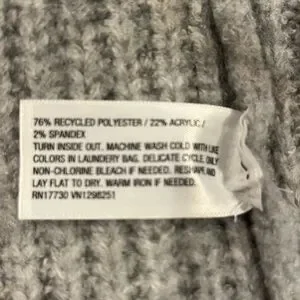 76% RECYCLED POLYESTER / 22% ACRYLIC /
2% SPANDEX
TURN INSIDE OUT. MACHINE WASH COLD WITH LIKE
COLORS IN LAUNDERY BAG. DELICATE CYCLE. ONLY
NON-CHLORINE BLEACH IF NEEDED. RESHAPE AND
LAY FLAT TO DRY. WARM IRON IF NEEDED.
RN17730 VN1296251